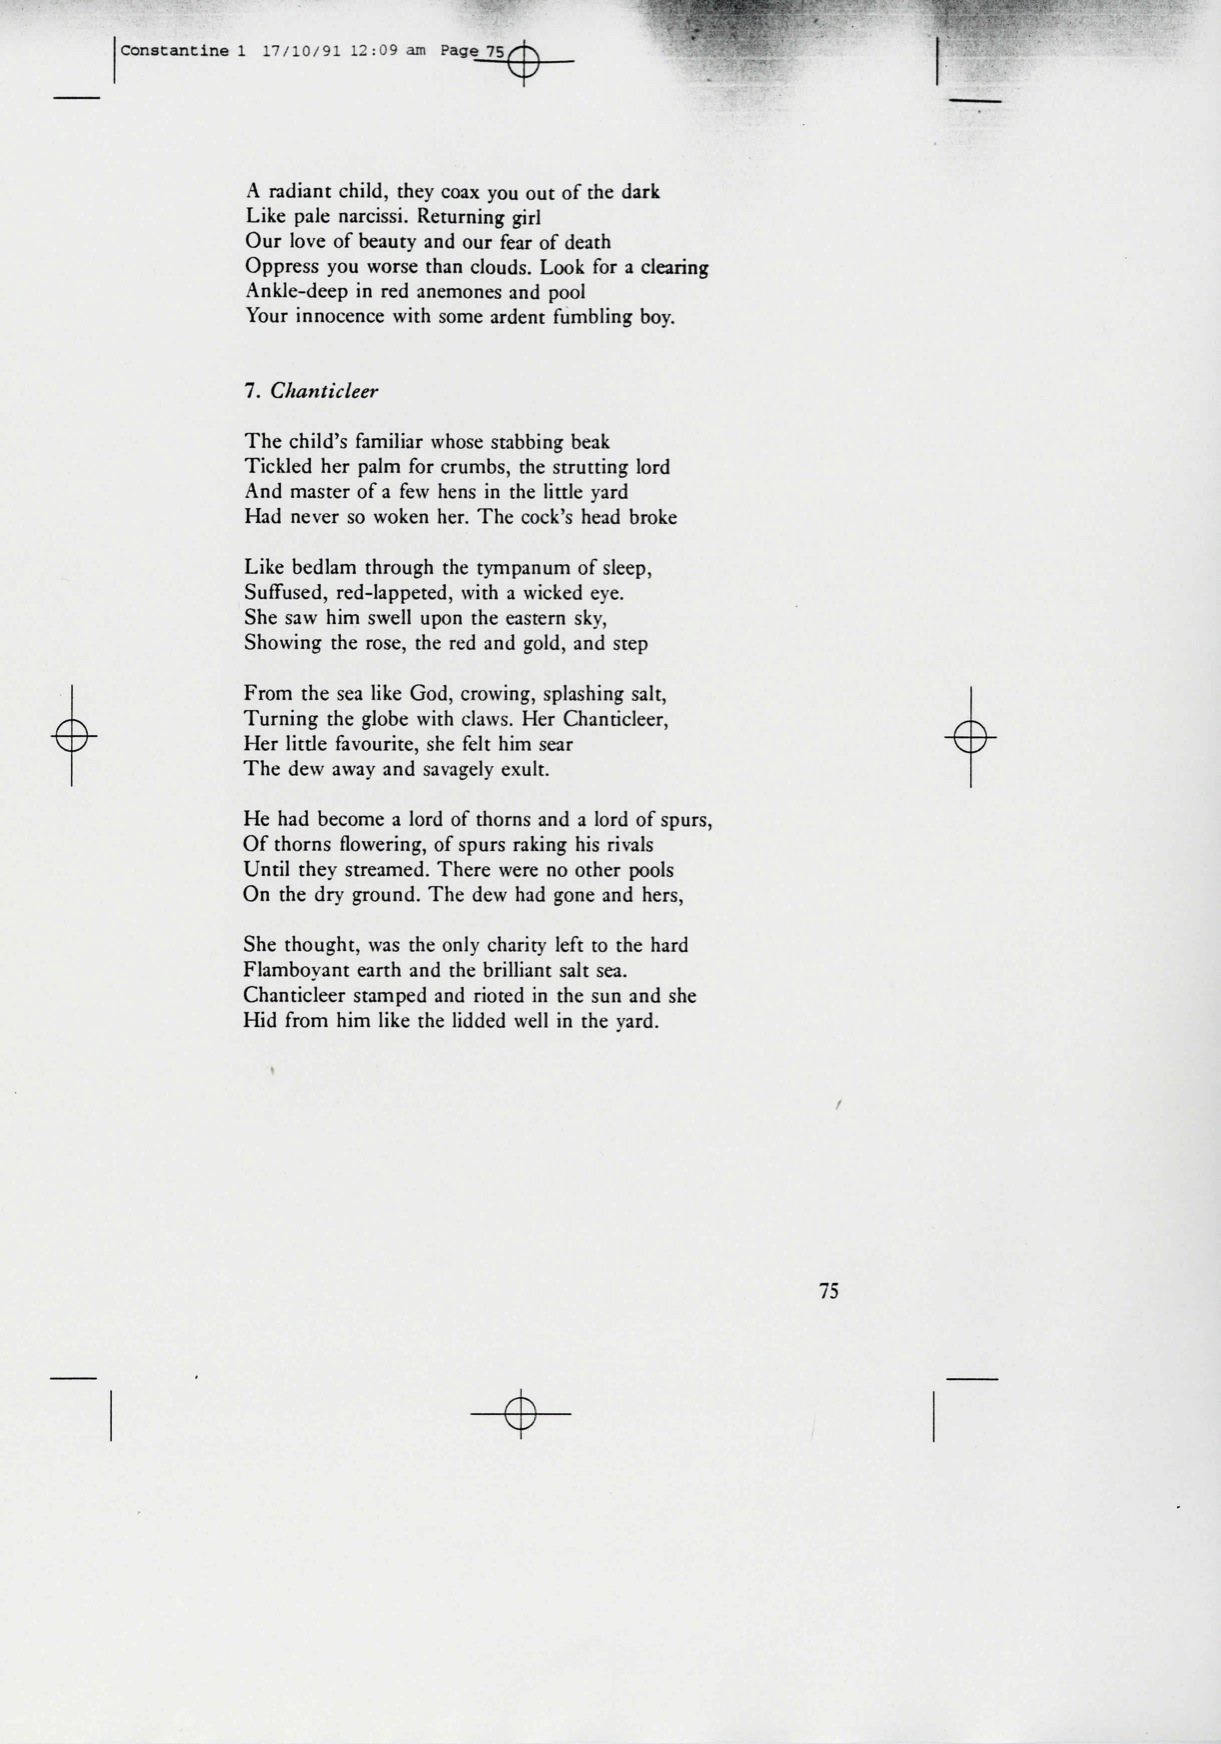 Constantine 1 17/10/91 12:09 am Page 75
A radiant child, they coax you out of the dark
Like pale narcissi. Returning girl
Our love of beauty and our fear of death
Oppress you worse than clouds. Look for a clearing
Ankle-deep in red anemones and pool
Your innocence with some ardent fumbling boy.
7. Chanticleer
The child's familiar whose stabbing beak
Tickled her palm for crumbs, the strutting lord
And master of a few hens in the little yard
Had never so woken her. The cock's head broke
Like bedlam through the tympanum of sleep,
Suffused, red-lappeted, with a wicked eye.
She saw him swell upon the eastern sky,
Showing the rose, the red and gold, and step
From the sea like God, crowing, splashing salt,
Turning the globe with claws. Her Chanticleer,
Her little favourite, she felt him sear
The dew away and savagely exult.
He had become a lord of thorns and a lord of spurs,
Of thorns flowering, of spurs raking his rivals
Until they streamed. There were no other pools
On the dry ground. The dew had gone and hers,
She thought, was the only charity left to the hard
Flamboyant earth and the brilliant salt sea.
Chanticleer stamped and rioted in the sun and she
Hid from him like the lidded well in the yard.
75